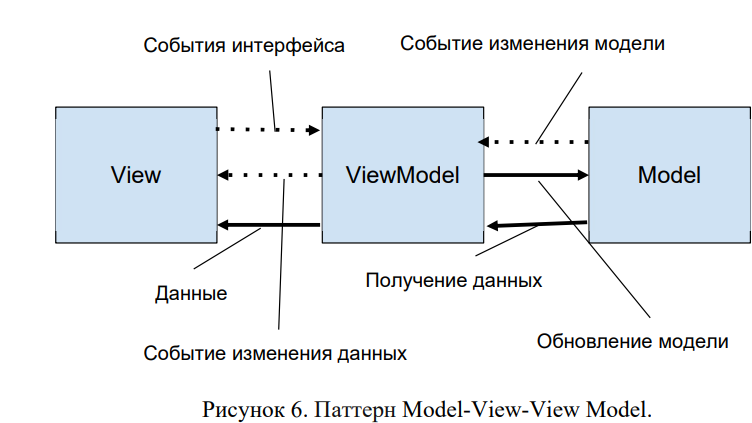 События интерфейса
Событие изменения модели
View
ViewModel
Model
Данные
Получение данных
Событие изменения данных
Обновление модели
Рисунок 6. Паттерн Model-View-View Model.